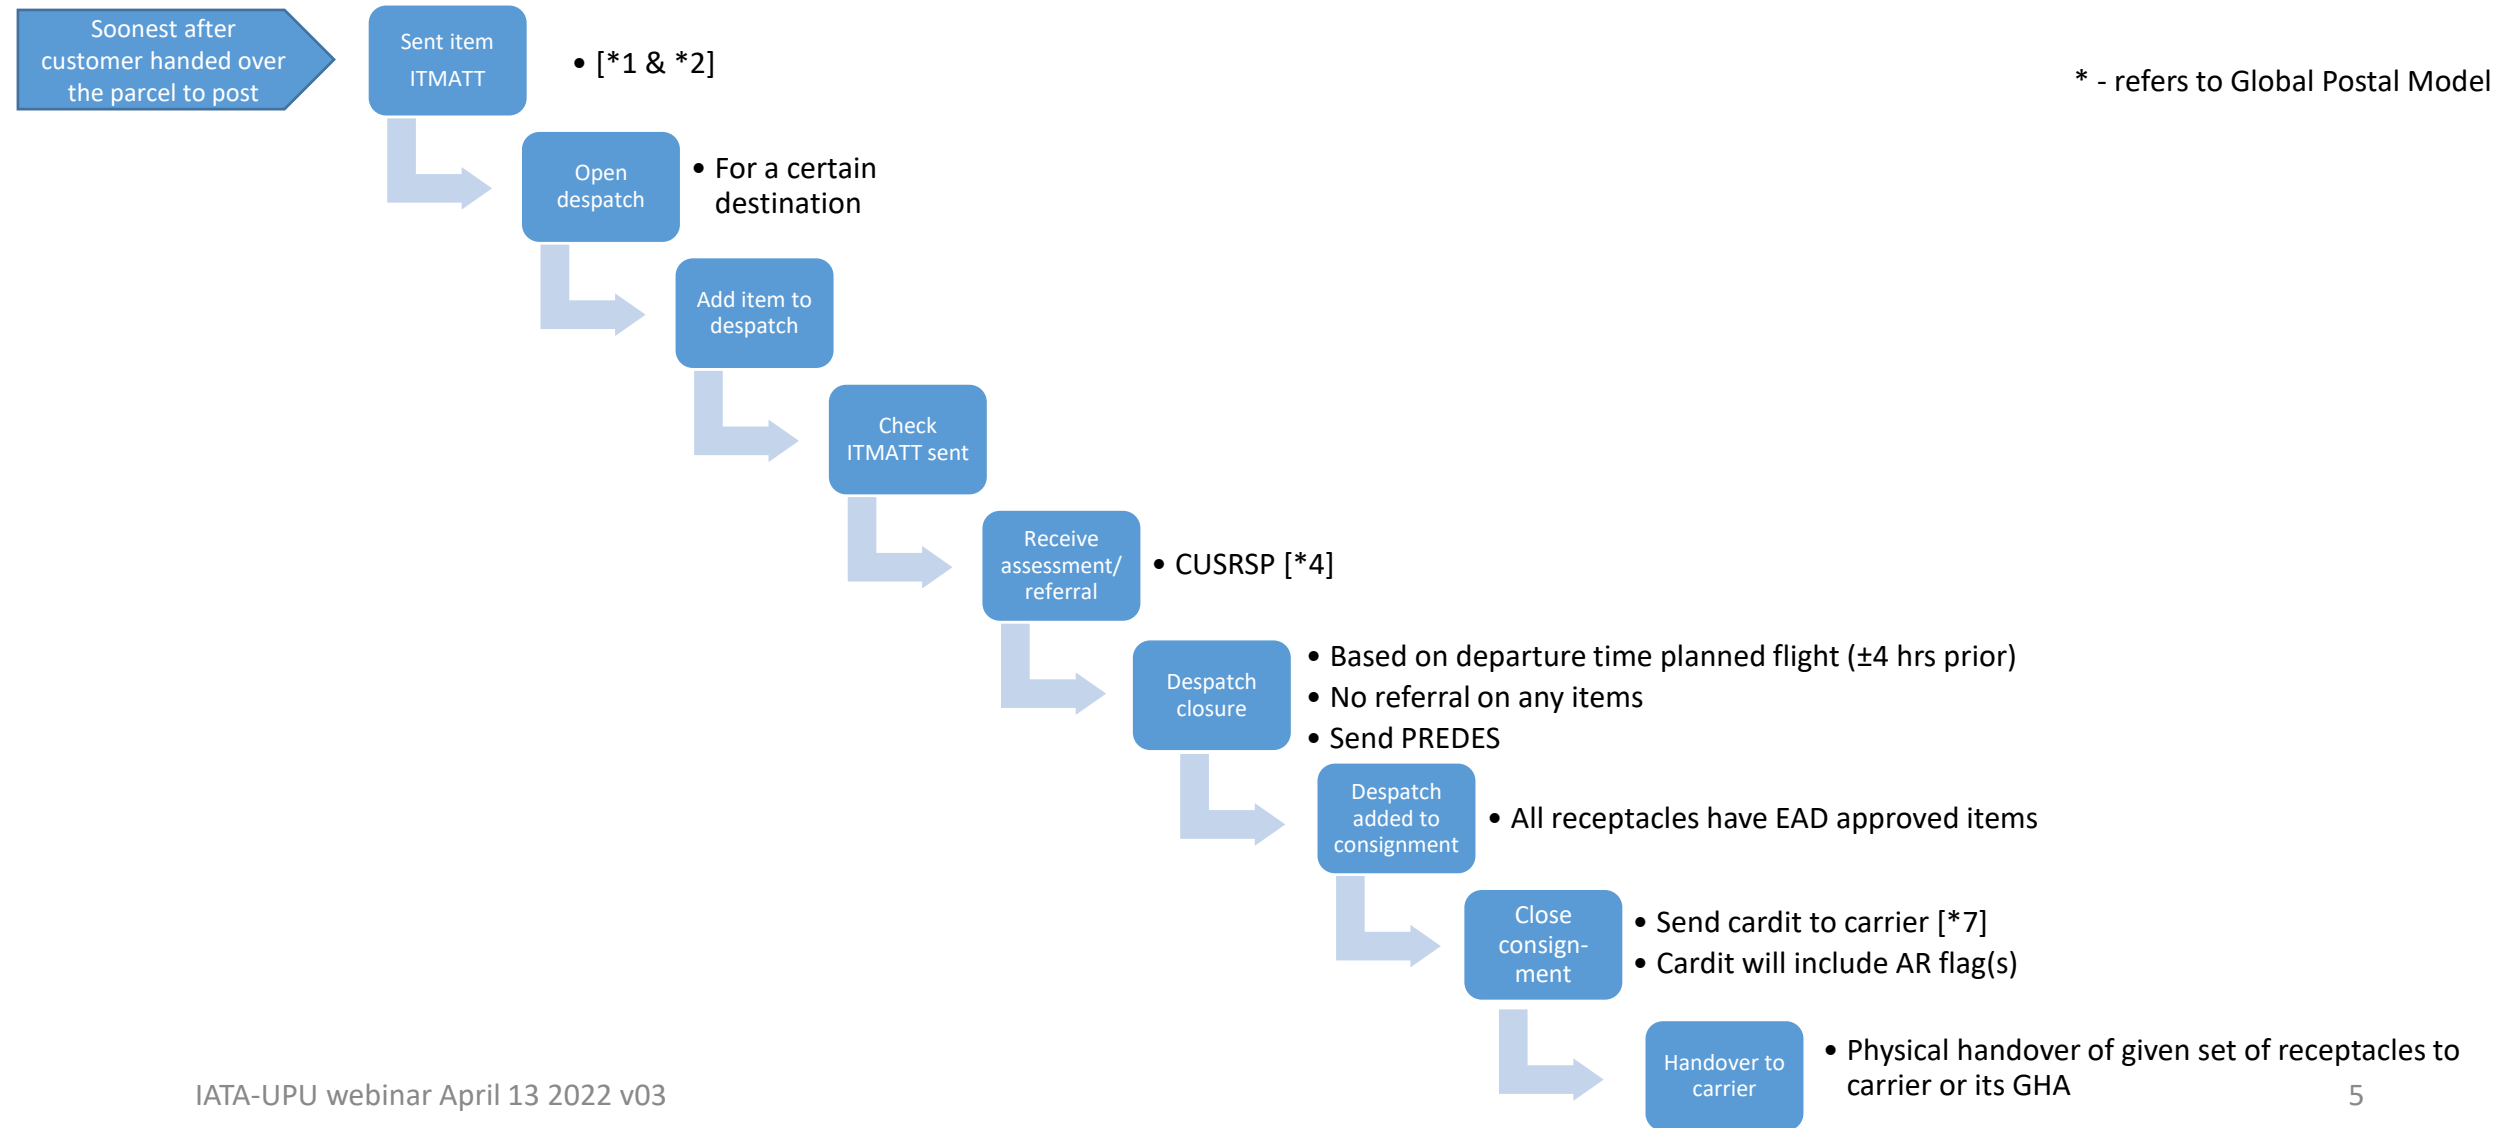 Soonest after
customer handed over
the parcel to post
Sent item
ITMATT
• [*1 & *2]
* - refers to Global Postal Model
Open
despatch
• For a certain
destination
Add item to
despatch
Check
ITMATT sent
Receive
assessment/
referral
• CUSRSP [*4]
Despatch
closure
• Based on departure time planned flight (±4 hrs prior)
• No referral on any items
• Send PREDES
Despatch
added to
consignment
• All receptacles have EAD approved items
Close
consign-
ment
• Send cardit to carrier [*7]
• Cardit will include AR flag(s)
Handover to
carrier
• Physical handover of given set of receptacles to
carrier or its GHA
IATA-UPU webinar April 13 2022 v03
5